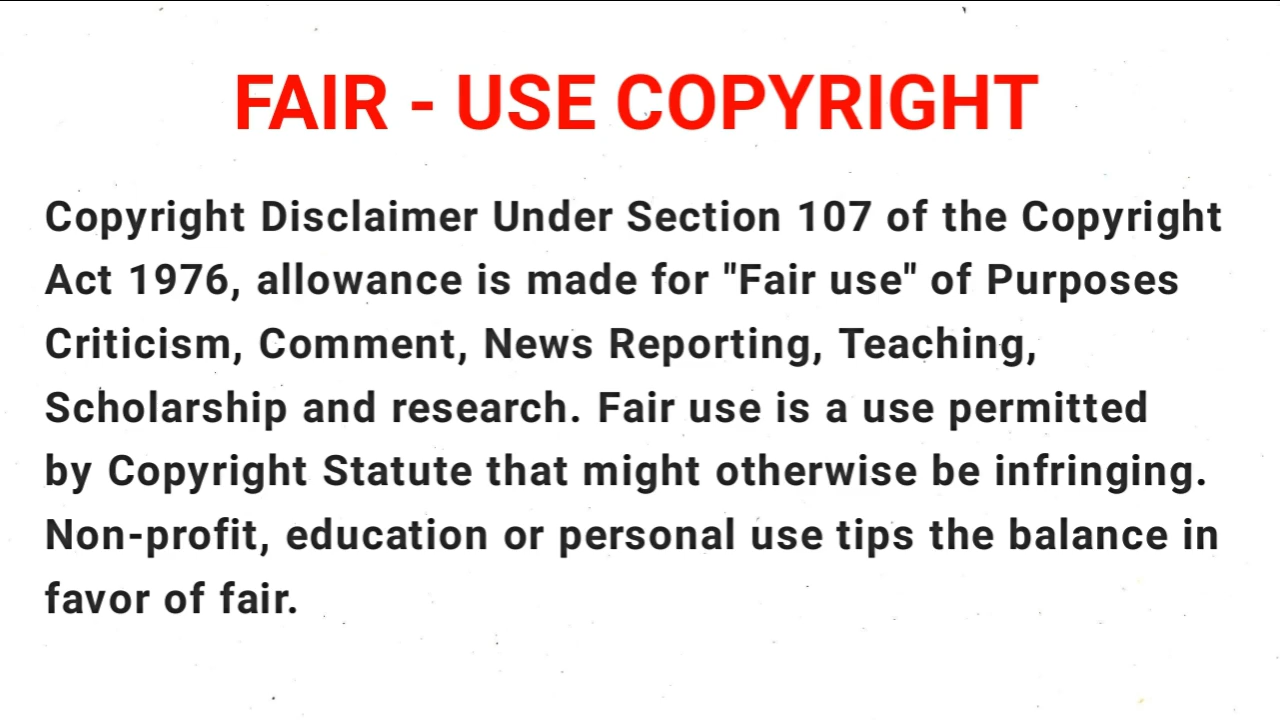 FAIR - USE COPYRIGHT
Copyright Disclaimer Under Section 107 of the Copyright
Act 1976, allowance is made for "Fair use" of Purposes
Criticism, Comment, News Reporting, Teaching,
Scholarship and research. Fair use is a use permitted
by Copyright Statute that might otherwise be infringing.
Non-profit, education or personal use tips the balance in
favor of fair.